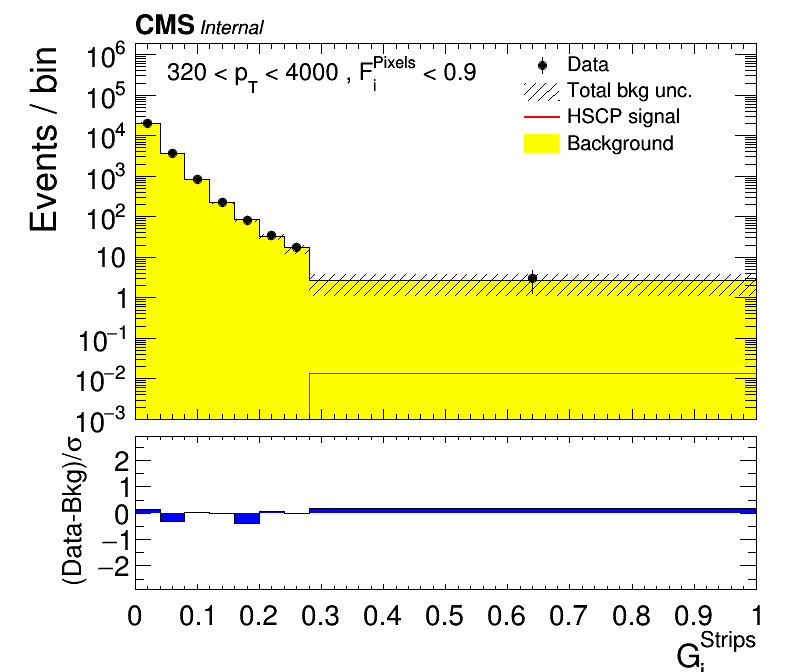 CMS Internal
320 < p_T < 4000 , F_i^Pixels < 0.9
Data
Total bkg unc.
HSCP signal
Background
Events / bin
10^6
10^5
10^4
10^3
10^2
10
1
10^−1
10^−2
10^−3
(Data-Bkg)/σ
2
1
0
−1
−2
0 0.1 0.2 0.3 0.4 0.5 0.6 0.7 0.8 0.9 1
G_i^Strips